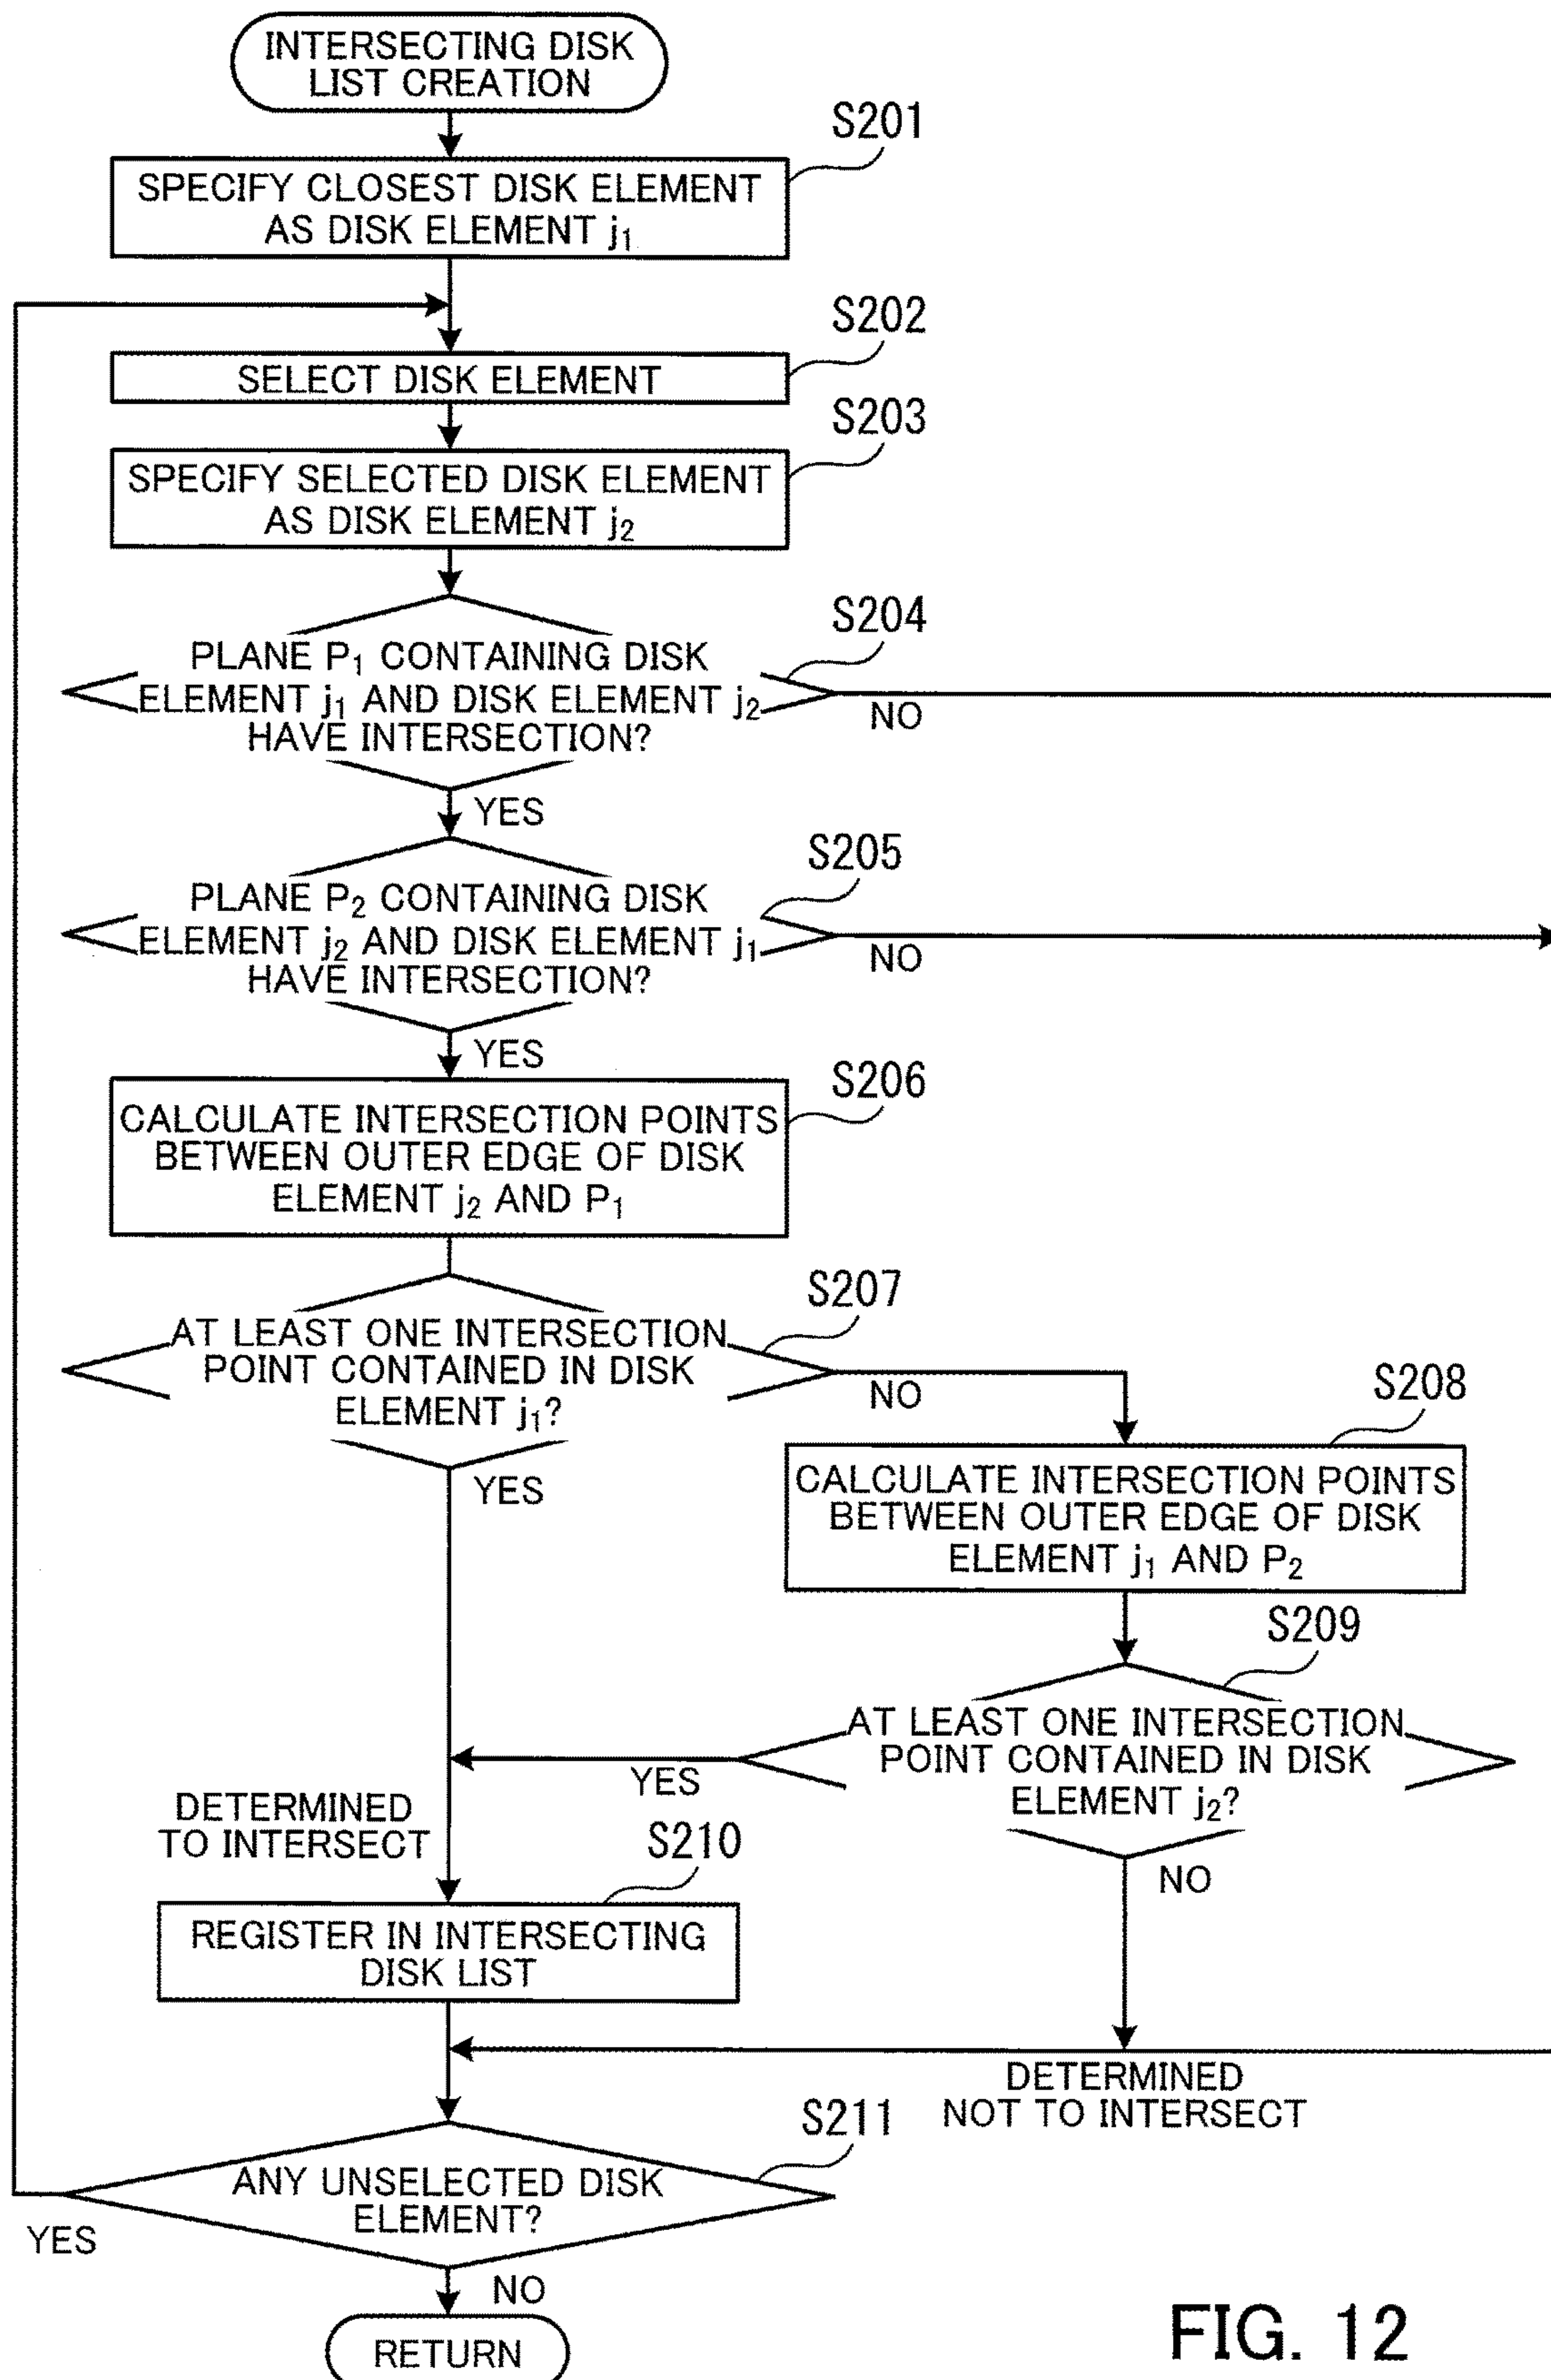 INTERSECTING DISK
LIST CREATION
S201
SPECIFY CLOSEST DISK ELEMENT
AS DISK ELEMENT j₁
S202
SELECT DISK ELEMENT
S203
SPECIFY SELECTED DISK ELEMENT
AS DISK ELEMENT j₂
S204
PLANE P₁ CONTAINING DISK
ELEMENT j₁ AND DISK ELEMENT j₂
HAVE INTERSECTION?
NO
YES
S205
PLANE P₂ CONTAINING DISK
ELEMENT j₂ AND DISK ELEMENT j₁
HAVE INTERSECTION?
NO
YES
S206
CALCULATE INTERSECTION POINTS
BETWEEN OUTER EDGE OF DISK
ELEMENT j₂ AND P₁
S207
AT LEAST ONE INTERSECTION
POINT CONTAINED IN DISK
ELEMENT j₁?
NO
YES
S208
CALCULATE INTERSECTION POINTS
BETWEEN OUTER EDGE OF DISK
ELEMENT j₁ AND P₂
S209
AT LEAST ONE INTERSECTION
POINT CONTAINED IN DISK
ELEMENT j₂?
YES
NO
DETERMINED
TO INTERSECT
S210
REGISTER IN INTERSECTING
DISK LIST
DETERMINED
NOT TO INTERSECT
S211
ANY UNSELECTED DISK
ELEMENT?
YES
NO
RETURN
FIG. 12